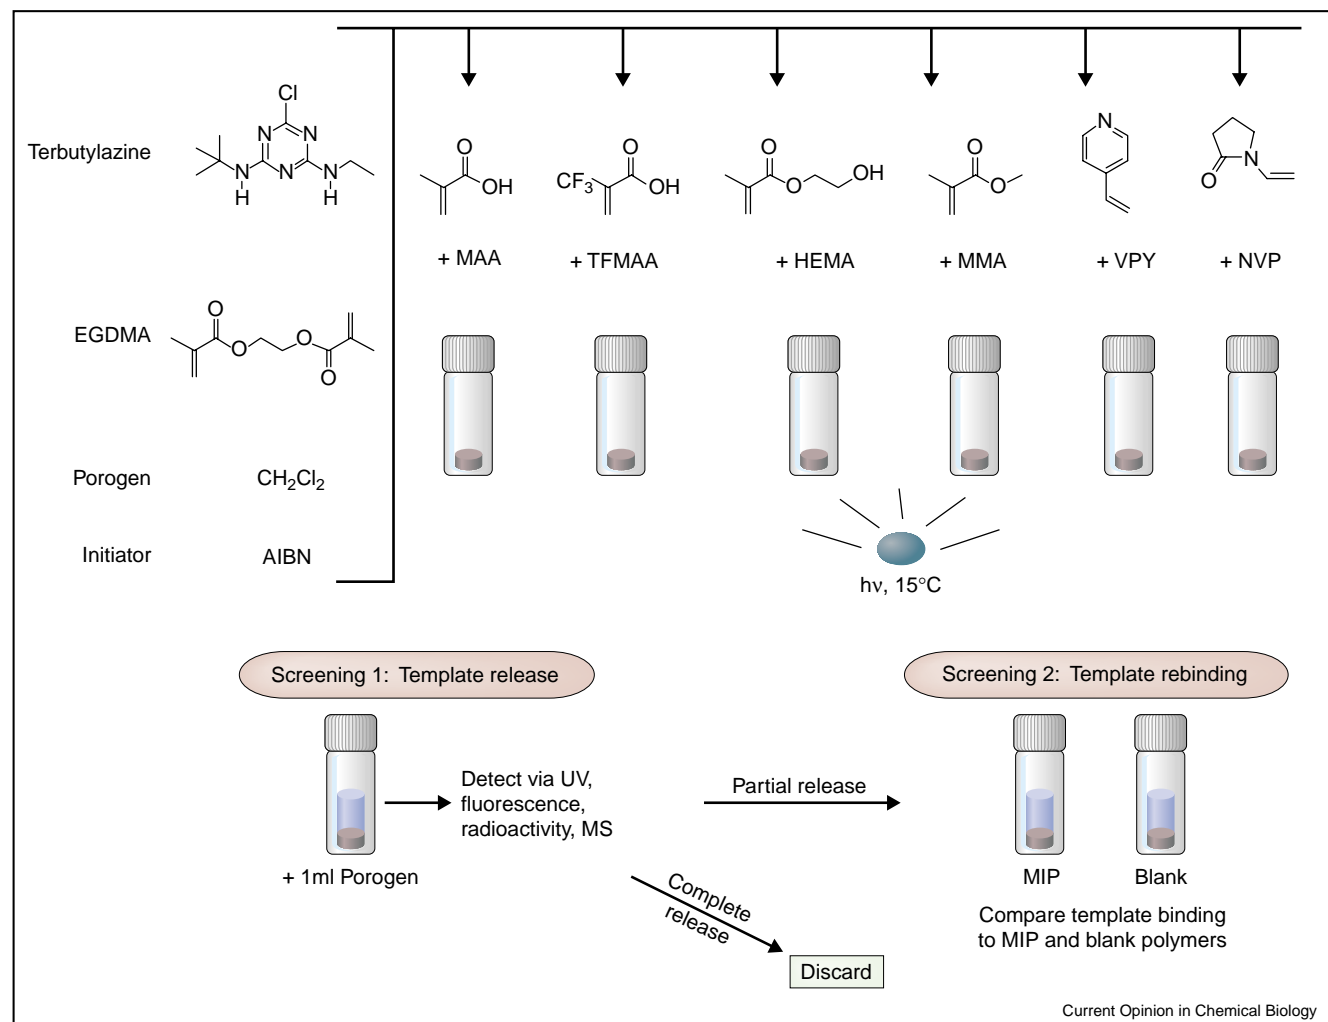 Terbutylazine
Cl
N
N
N
N
H
N
H
O
OH
CF3
O
OH
O
O
OH
O
O
N
O
N
+ MAA
+ TFMAA
+ HEMA
+ MMA
+ VPY
+ NVP
EGDMA
O
O
O
O
Porogen
CH2Cl2
Initiator
AIBN
hν, 15°C
Screening 1: Template release
Screening 2: Template rebinding
Detect via UV,
fluorescence,
radioactivity, MS
Partial release
+ 1ml Porogen
Complete
release
Discard
MIP
Blank
Compare template binding
to MIP and blank polymers
Current Opinion in Chemical Biology